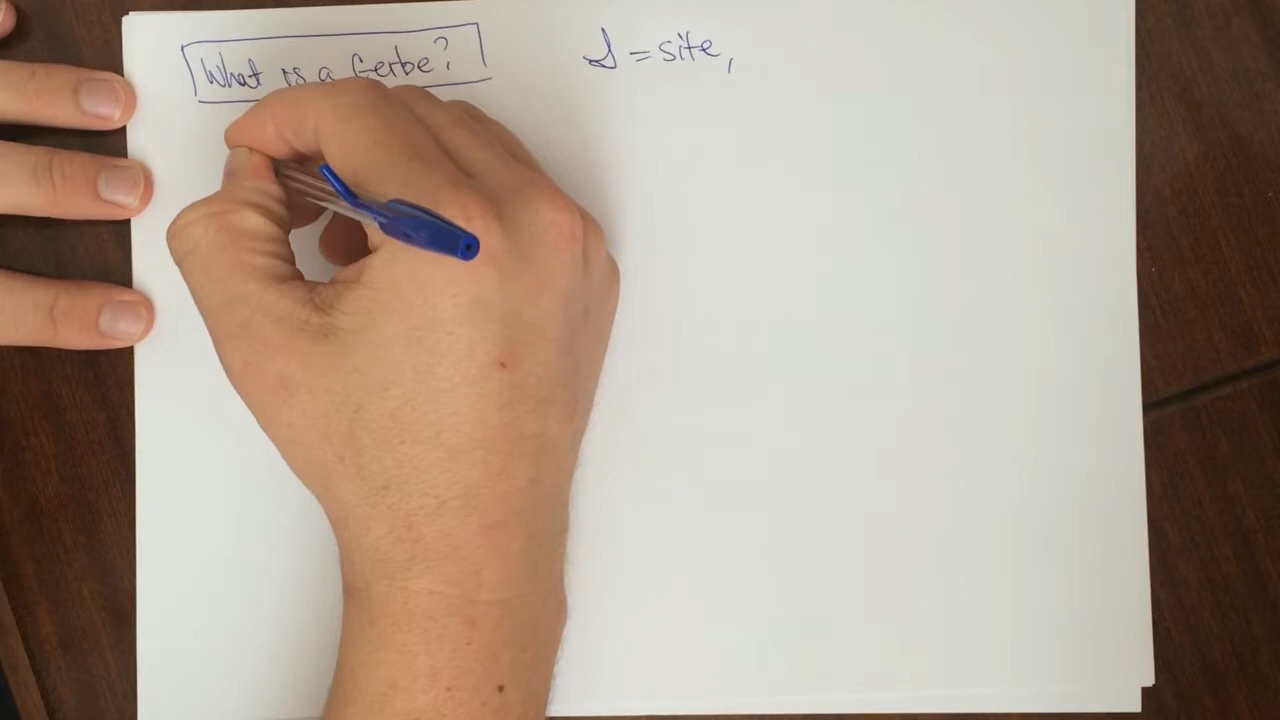 What is a Gerbe?
S = site,